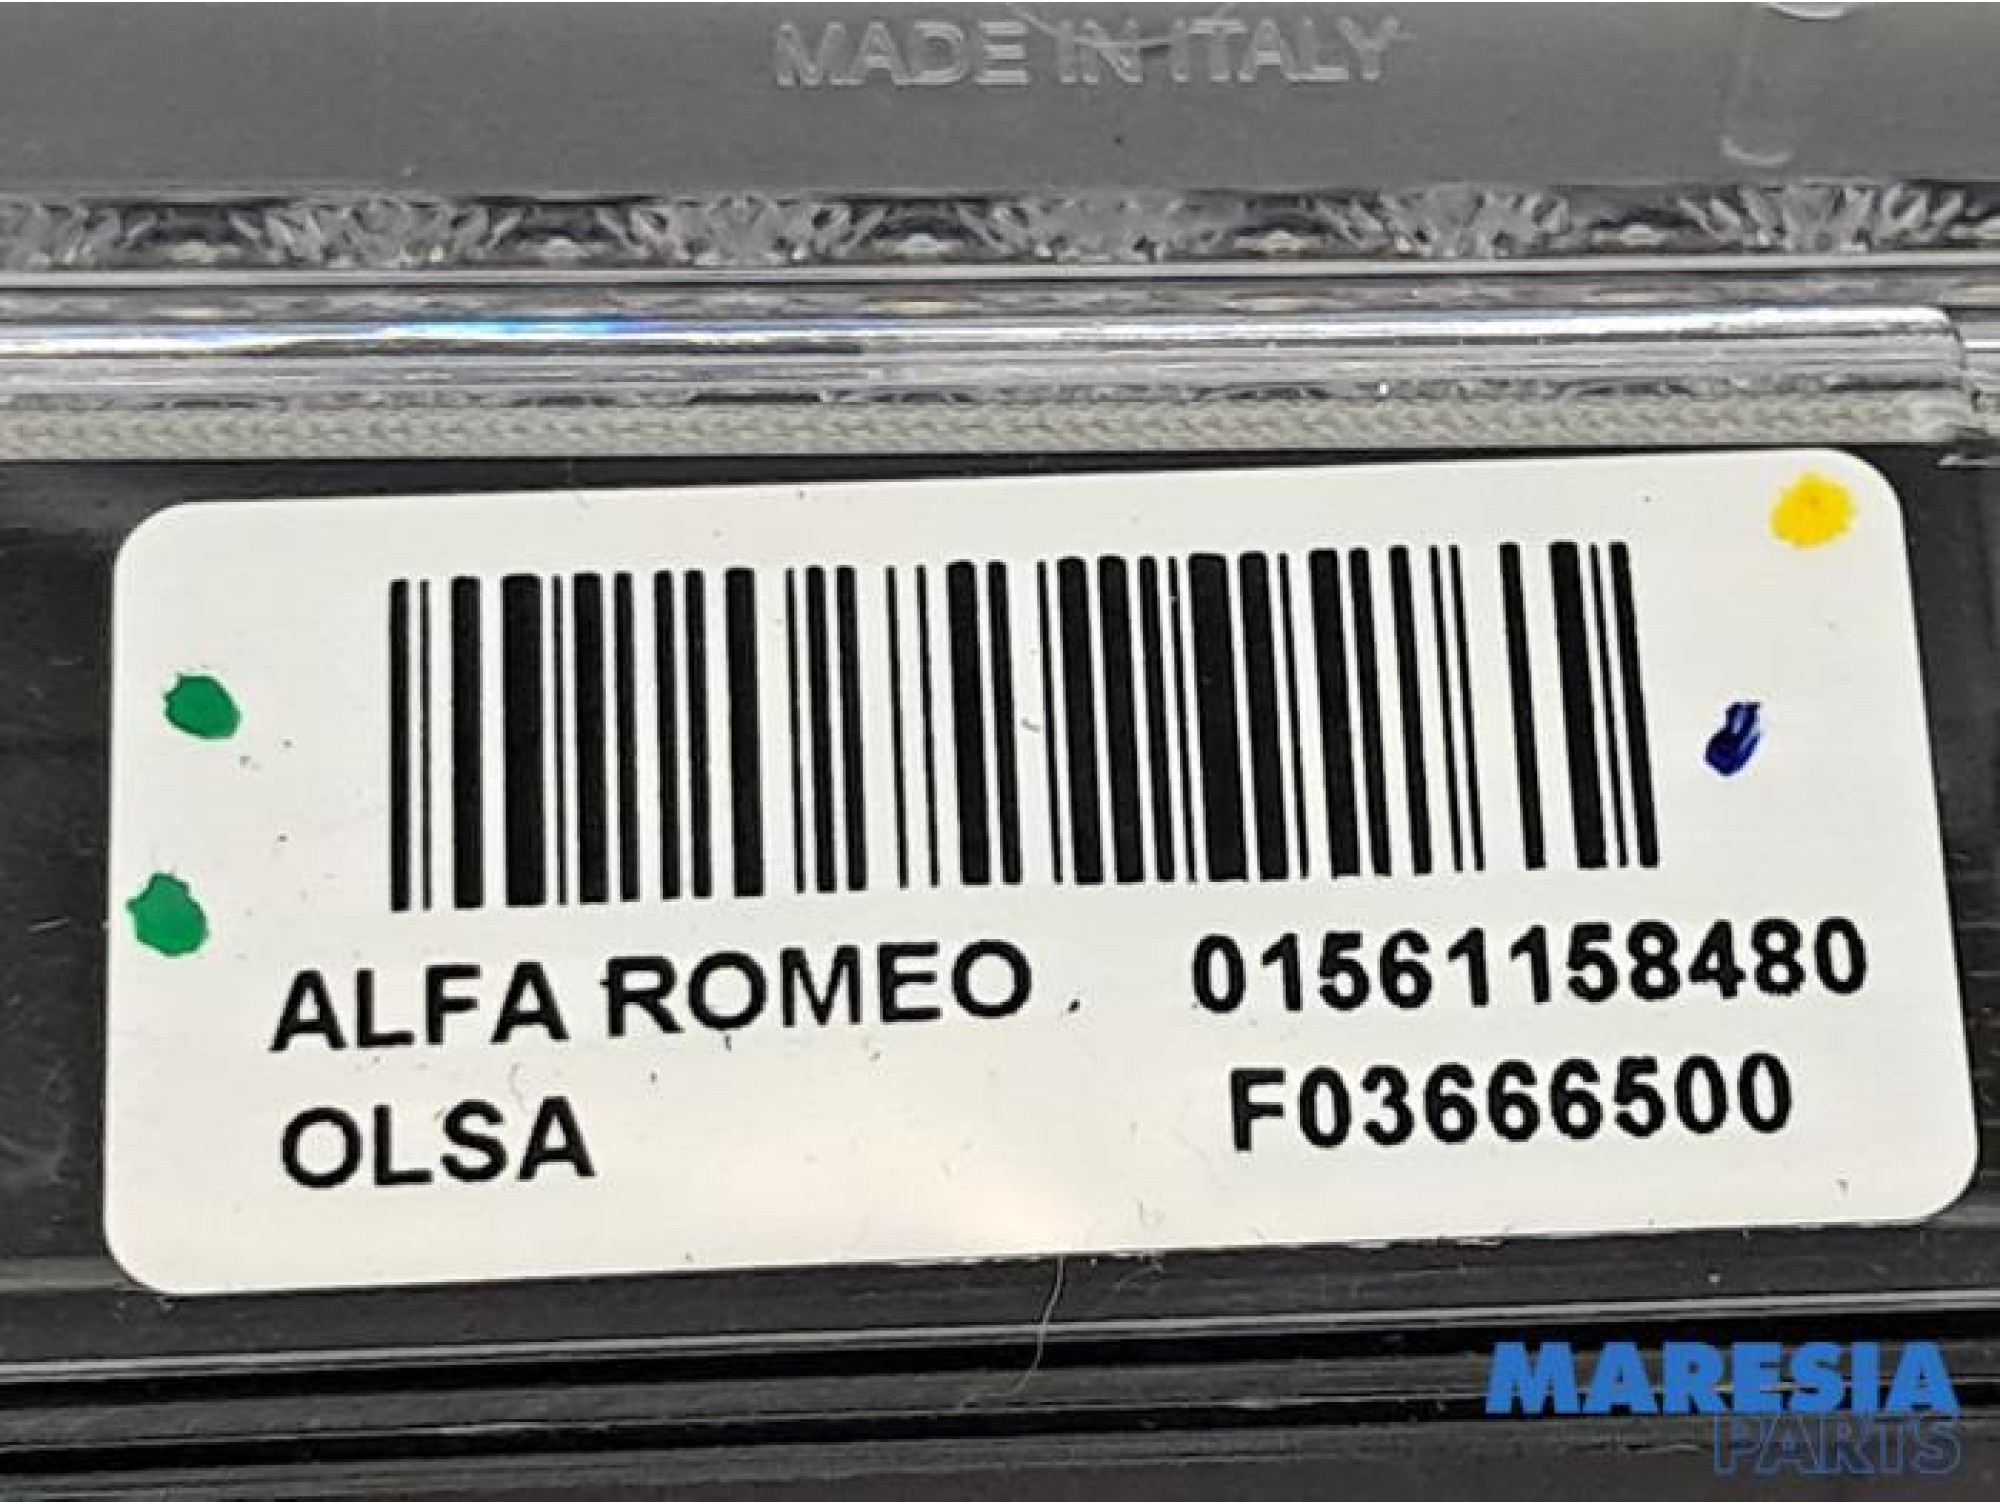 MADE IN ITALY
ALFA ROMEO 01561158480
OLSA F03666500
MARESIA
PARTS